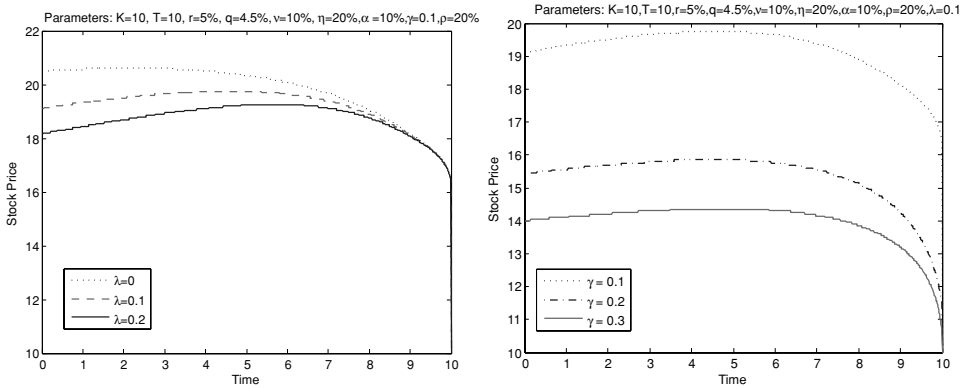 Parameters: K=10, T=10, r=5%, q=4.5%, ν=10%, η=20%,α =10%,γ=0.1,ρ=20%
22
20
18
16
14
12
10
Stock Price
λ=0
λ=0.1
λ=0.2
0 1 2 3 4 5 6 7 8 9 10
Time
Parameters: K=10,T=10,r=5%,q=4.5%,ν=10%,η=20%,α=10%,ρ=20%,λ=0.1
20
19
18
17
16
15
14
13
12
11
10
Stock Price
γ = 0.1
γ = 0.2
γ = 0.3
0 1 2 3 4 5 6 7 8 9 10
Time